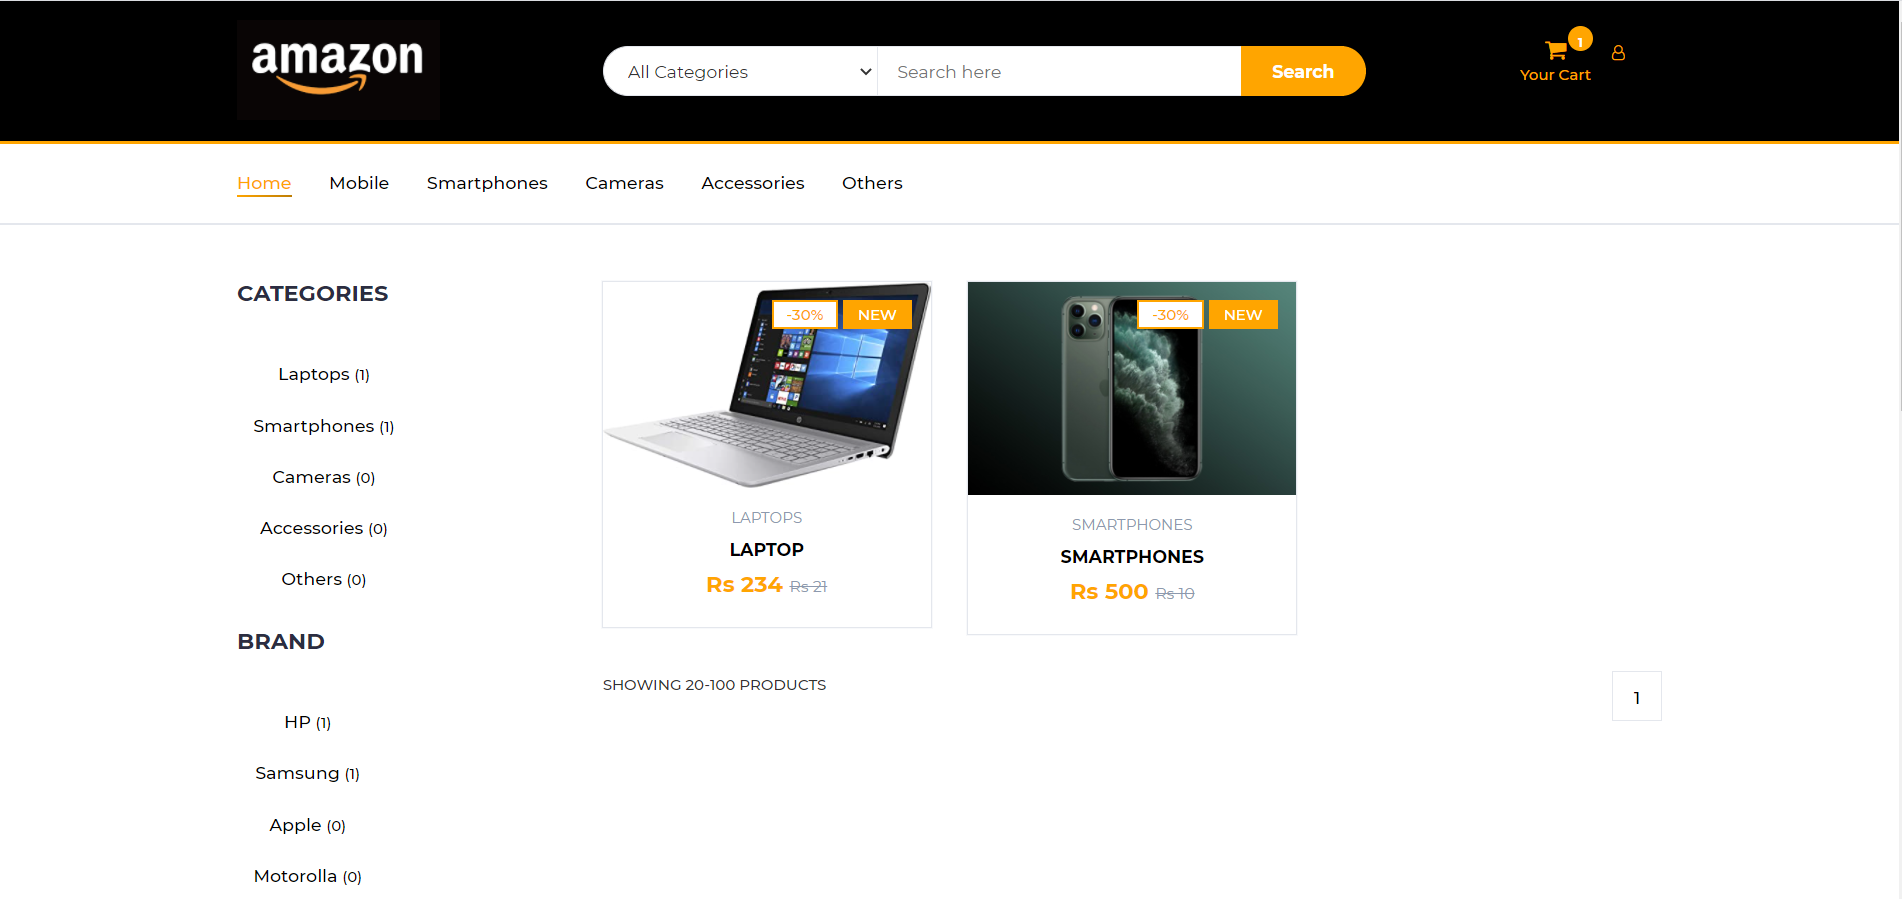 amazon
All Categories
Search here
Search
1
Your Cart
Home Mobile Smartphones Cameras Accessories Others
CATEGORIES
Laptops (1)
Smartphones (1)
Cameras (0)
Accessories (0)
Others (0)
BRAND
HP (1)
Samsung (1)
Apple (0)
Motorolla (0)
-30% NEW
LAPTOPS
LAPTOP
Rs 234 Rs 21
-30% NEW
SMARTPHONES
SMARTPHONES
Rs 500 Rs 10
SHOWING 20-100 PRODUCTS
1